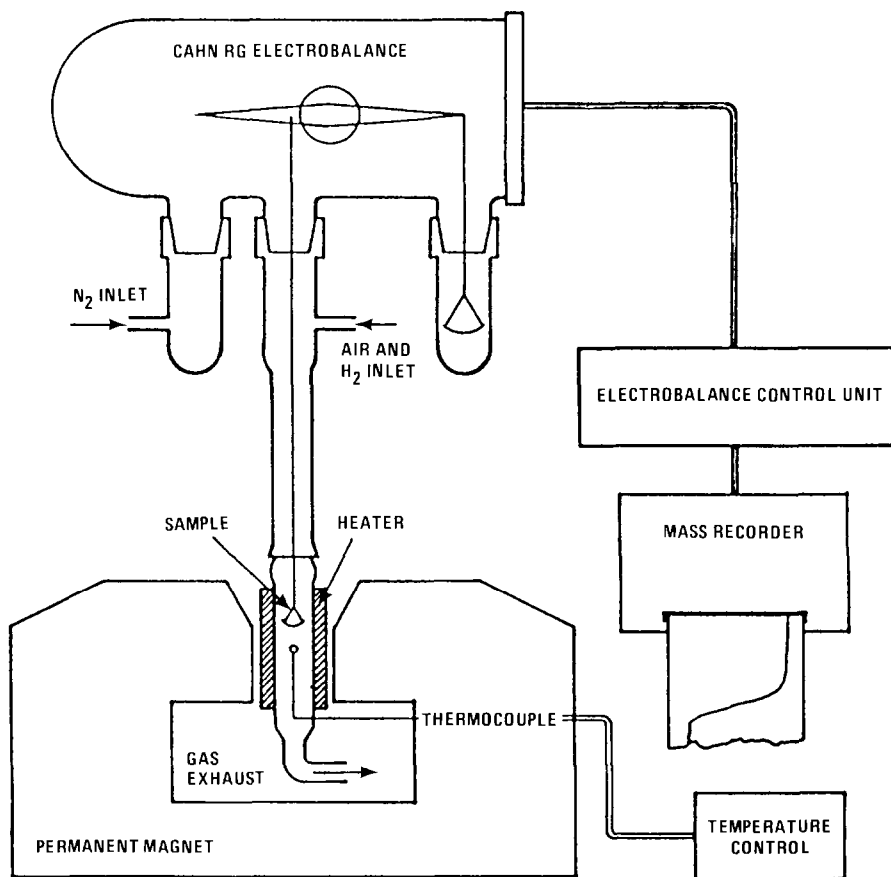 CAHN RG ELECTROBALANCE
N₂ INLET
AIR AND
H₂ INLET
ELECTROBALANCE CONTROL UNIT
SAMPLE
HEATER
MASS RECORDER
THERMOCOUPLE
GAS
EXHAUST
PERMANENT MAGNET
TEMPERATURE
CONTROL